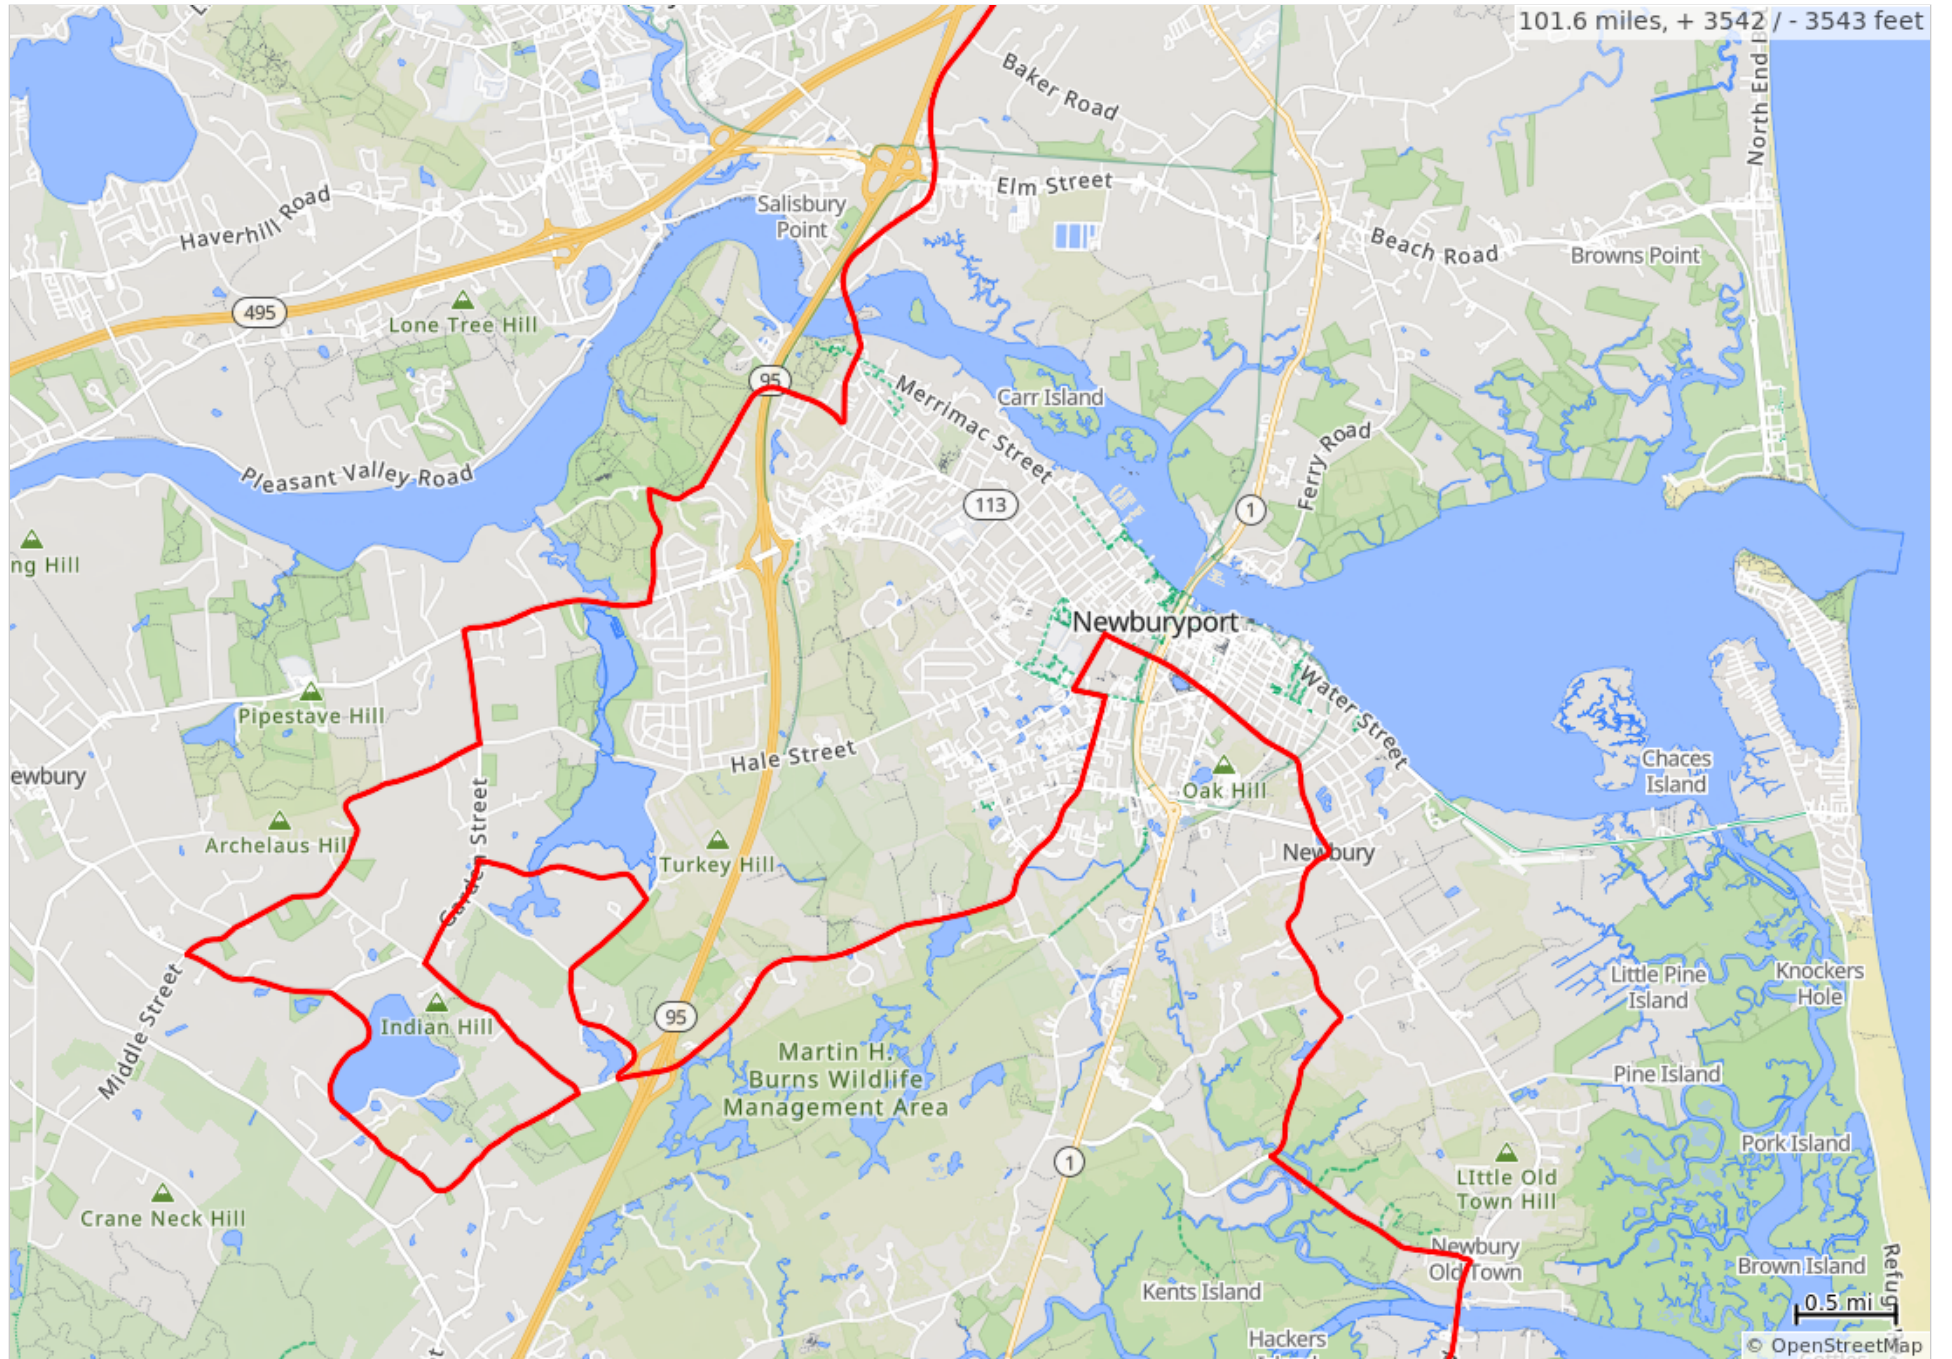 101.6 miles, + 3542 / - 3543 feet
Baker Road
North End B
Elm Street
Salisbury
Point
Haverhill Road
Beach Road
Browns Point
495
Lone Tree Hill
95
Merrimac Street
Carr Island
Pleasant Valley Road
Ferry Road
113
1
ng Hill
Newburyport
Water Street
Pipestave Hill
Hale Street
ewbury
Garden Street
Oak Hill
Chaces
Island
Archelaus Hill
Turkey Hill
Newbury
Middle Street
Indian Hill
95
Little Pine
Island
Knockers
Hole
Martin H.
Burns Wildlife
Management Area
Pine Island
1
Pork Island
LIttle Old
Town Hill
Crane Neck Hill
Newbury
Old Town
Brown Island
Kents Island
Refug
0.5 mi
Hackers
© OpenStreetMap